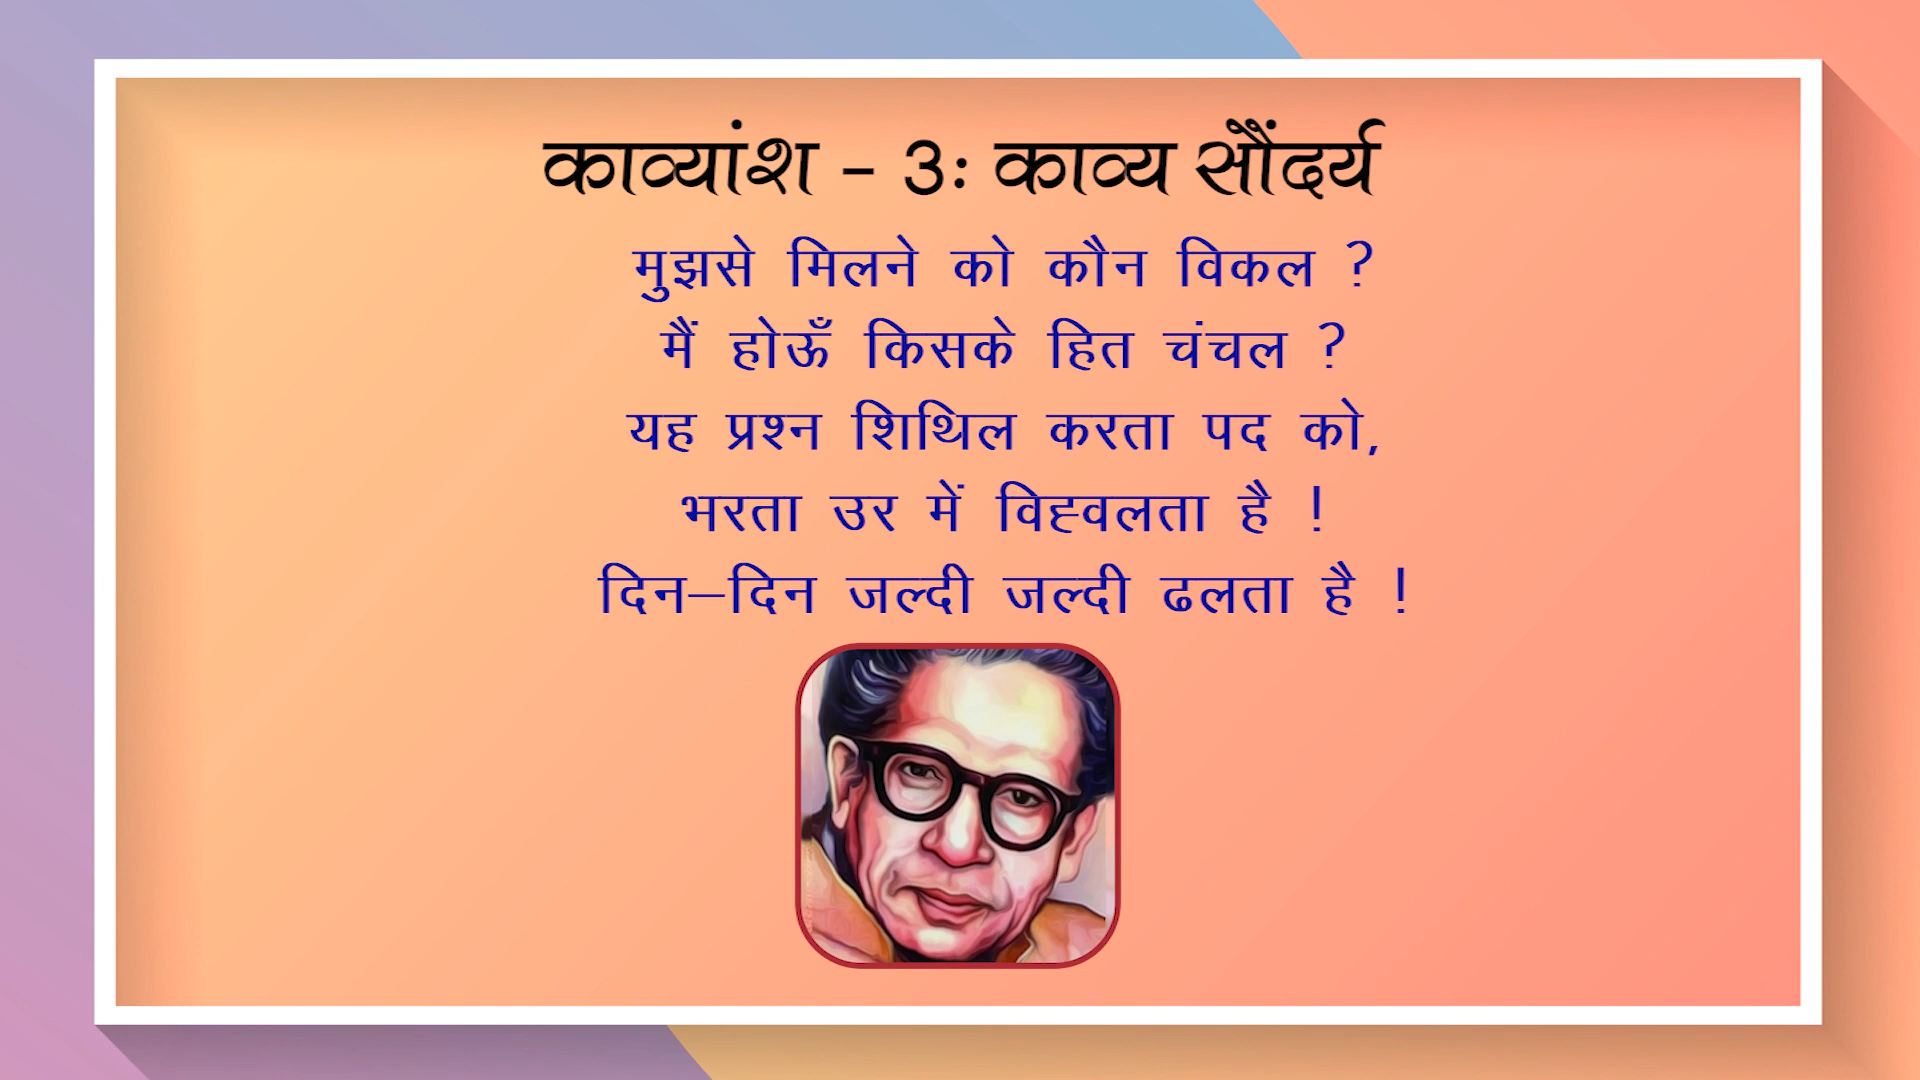 काव्यांश - 3: काव्य सौंदर्य
मुझसे मिलने को कौन विकल ?
मैं होऊँ किसके हित चंचल ?
यह प्रश्न शिथिल करता पद को,
भरता उर में विह्वलता है !
दिन–दिन जल्दी जल्दी ढलता है !